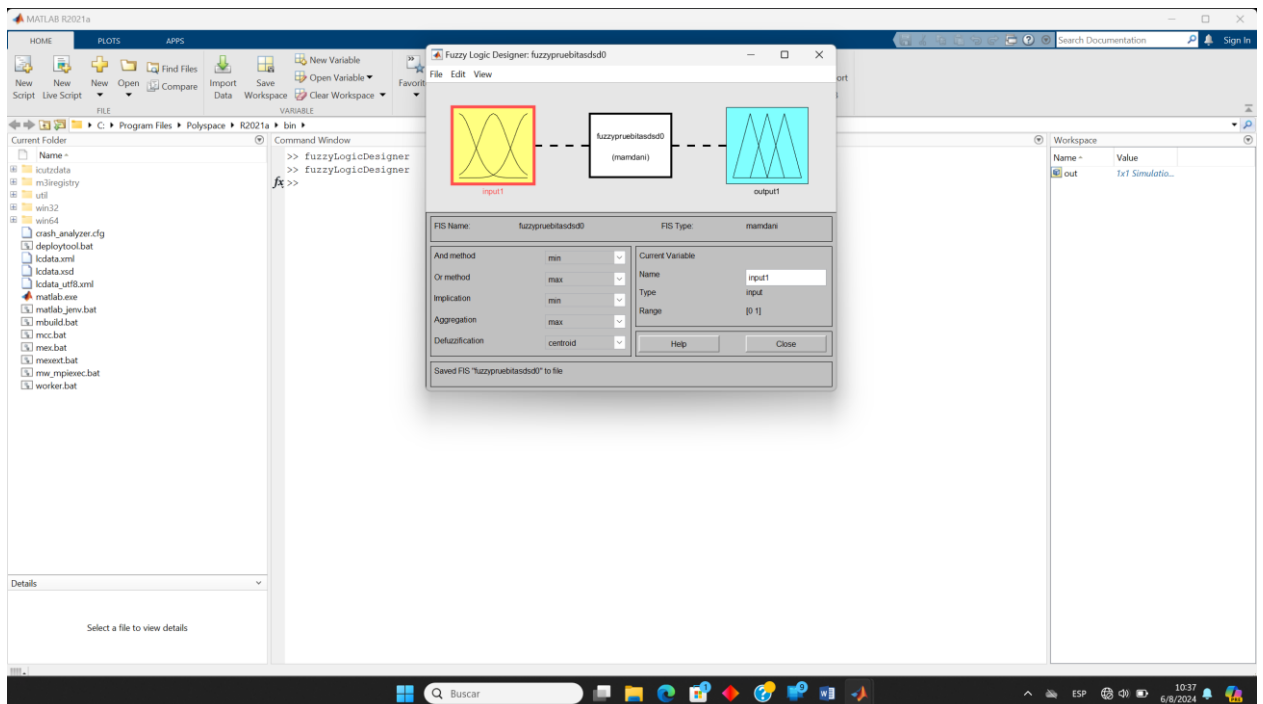 MATLAB R2021a
HOME PLOTS APPS
Search Documentation
Sign In
New Script
New Live Script
New
Open
Find Files
Compare
Import Data
Save Workspace
New Variable
Open Variable
Clear Workspace
Favorit
ort
FILE
VARIABLE
C: Program Files Polyspace R2021a bin
Current Folder
Name
icutzdata
m3iregistry
util
win32
win64
crash_analyzer.cfg
deploytool.bat
lcdata.xml
lcdata.xsd
lcdata_utf8.xml
matlab.exe
matlab_jenv.bat
mbuild.bat
mcc.bat
mex.bat
mexext.bat
mw_mpiexec.bat
worker.bat
Details
Select a file to view details
Command Window
>> fuzzyLogicDesigner
>> fuzzyLogicDesigner
fx >>
Fuzzy Logic Designer: fuzzypruebitasdsd0
File Edit View
input1
fuzzypruebitasdsd0
(mamdani)
output1
FIS Name: fuzzypruebitasdsd0 FIS Type: mamdani
And method min
Or method max
Implication min
Aggregation max
Defuzzification centroid
Current Variable
Name input1
Type input
Range [0 1]
Help Close
Saved FIS "fuzzypruebitasdsd0" to file
Workspace
Name Value
out 1x1 Simulatio...
Buscar
ESP
10:37
6/8/2024